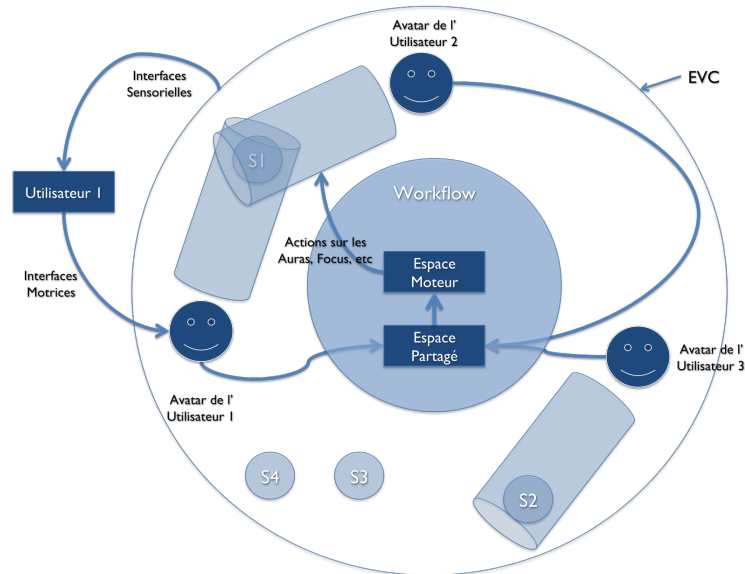 Avatar de l'
Utilisateur 2
EVC
Interfaces
Sensorielles
S1
Utilisateur 1
Workflow
Actions sur les
Auras, Focus, etc
Espace
Moteur
Interfaces
Motrices
Espace
Partagé
Avatar de l'
Utilisateur 3
Avatar de l'
Utilisateur 1
S4
S3
S2